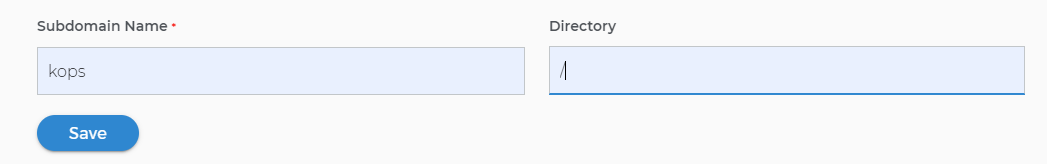 Subdomain Name *
Directory
kops
/
Save